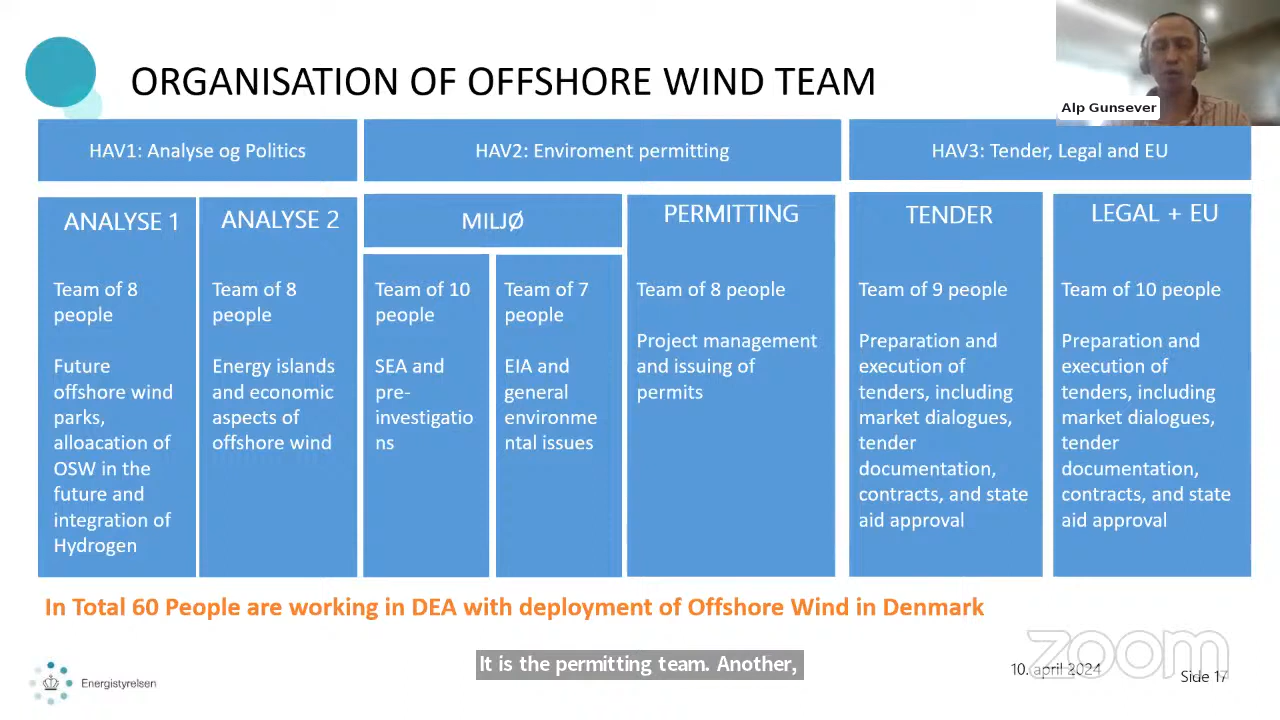 ORGANISATION OF OFFSHORE WIND TEAM
Alp Gunsever
HAV1: Analyse og Politics
HAV2: Enviroment permitting
HAV3: Tender, Legal and EU
ANALYSE 1
Team of 8
people
Future
offshore wind
parks,
alloacation of
OSW in the
future and
integration of
Hydrogen
ANALYSE 2
Team of 8
people
Energy islands
and economic
aspects of
offshore wind
MILJØ
Team of 10
people
SEA and
pre-
investigatio
ns
Team of 7
people
EIA and
general
environme
ntal issues
PERMITTING
Team of 8 people
Project management
and issuing of
permits
TENDER
Team of 9 people
Preparation and
execution of
tenders, including
market dialogues,
tender
documentation,
contracts, and state
aid approval
LEGAL + EU
Team of 10 people
Preparation and
execution of
tenders, including
market dialogues,
tender
documentation,
contracts, and state
aid approval
In Total 60 People are working in DEA with deployment of Offshore Wind in Denmark
It is the permitting team. Another,
Energistyrelsen
10. april 2024
Side 17
zoom